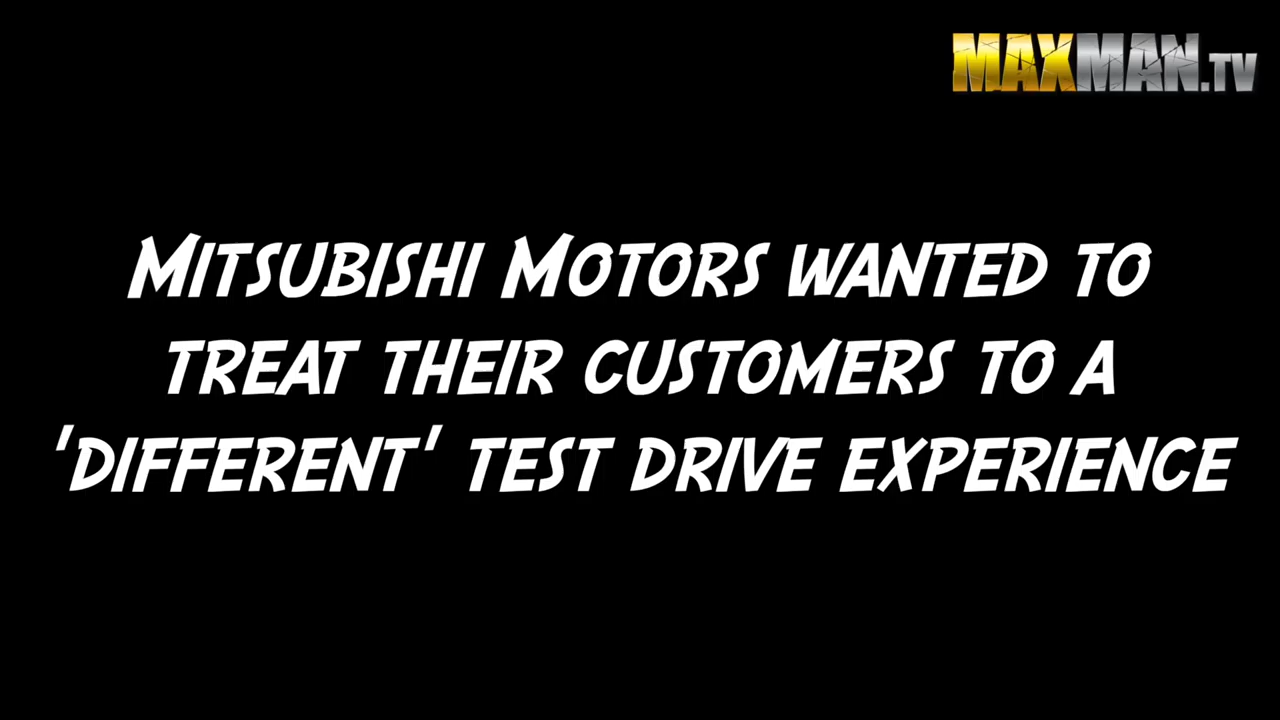 MAXMAN.TV
MITSUBISHI MOTORS WANTED TO
TREAT THEIR CUSTOMERS TO A
'DIFFERENT' TEST DRIVE EXPERIENCE